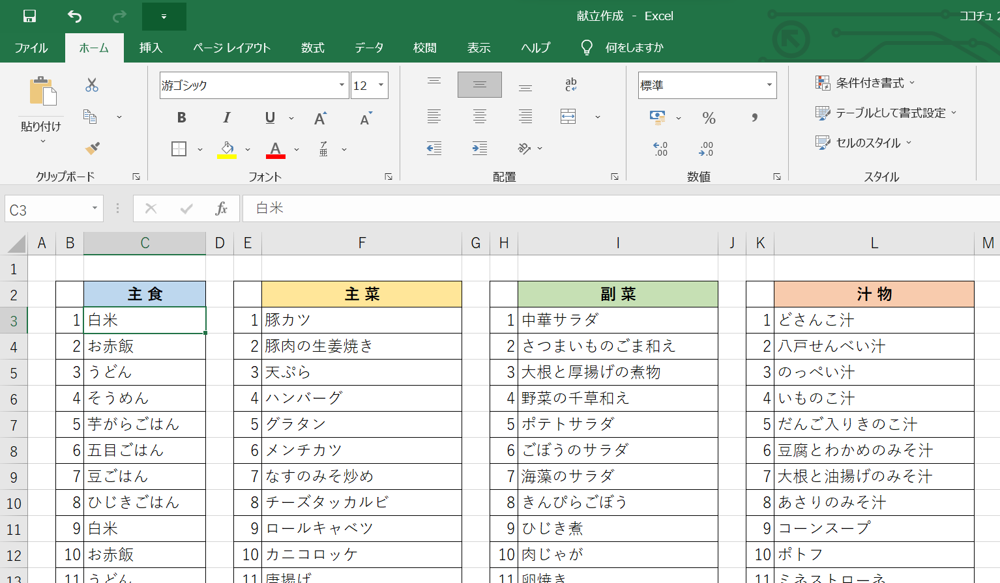 献立作成 - Excel
ココチュ 2
ファイル ホーム 挿入 ページ レイアウト 数式 データ 校閲 表示 ヘルプ 何をしますか
貼り付け
クリップボード
游ゴシック 12
B I U A A
A ア亜
フォント
ab c
配置
標準
% ,
←.0 .00 .00 →.0
数値
条件付き書式
テーブルとして書式設定
セルのスタイル
スタイル
C3 fx 白米
A B C D E F G H I J K L M
1
2 主食 主菜 副菜 汁物
3 1 白米 1 豚カツ 1 中華サラダ 1 どさんこ汁
4 2 お赤飯 2 豚肉の生姜焼き 2 さつまいものごま和え 2 八戸せんべい汁
5 3 うどん 3 天ぷら 3 大根と厚揚げの煮物 3 のっぺい汁
6 4 そうめん 4 ハンバーグ 4 野菜の千草和え 4 いものこ汁
7 5 芋がらごはん 5 グラタン 5 ポテトサラダ 5 だんご入りきのこ汁
8 6 五目ごはん 6 メンチカツ 6 ごぼうのサラダ 6 豆腐とわかめのみそ汁
9 7 豆ごはん 7 なすのみそ炒め 7 海藻のサラダ 7 大根と油揚げのみそ汁
10 8 ひじきごはん 8 チーズタッカルビ 8 きんぴらごぼう 8 あさりのみそ汁
11 9 白米 9 ロールキャベツ 9 ひじき煮 9 コーンスープ
12 10 お赤飯 10 カニコロッケ 10 肉じゃが 10 ポトフ
13 11 うどん 11 唐揚げ 11 卵焼き 11 ミネストローネ